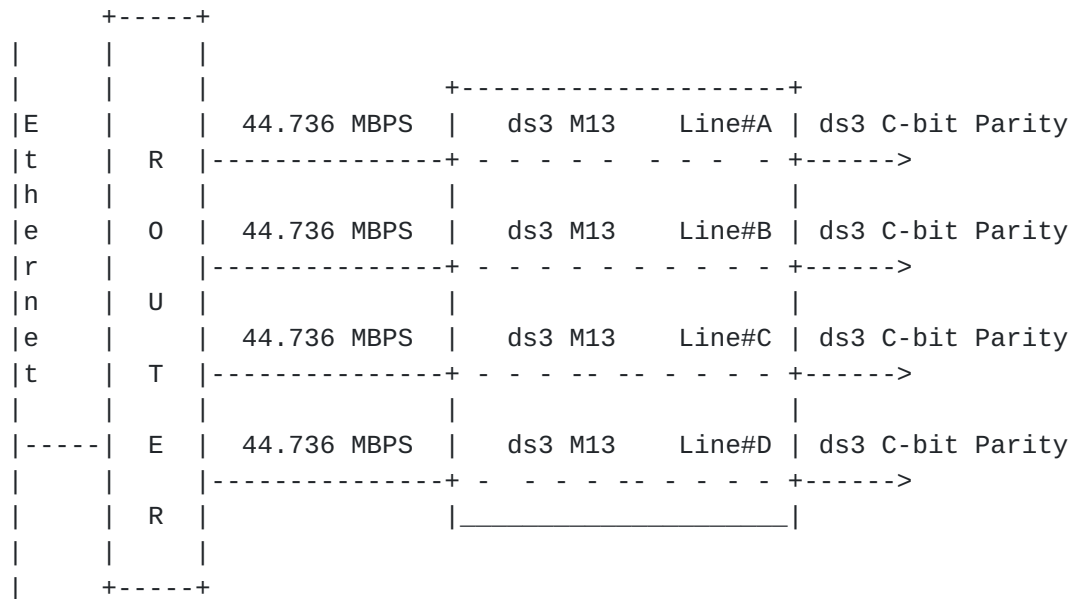 E 44.736 MBPS ds3 M13 Line#A ds3 C-bit Parity
t R
h
e O 44.736 MBPS ds3 M13 Line#B ds3 C-bit Parity
r
n U
e 44.736 MBPS ds3 M13 Line#C ds3 C-bit Parity
t T
E 44.736 MBPS ds3 M13 Line#D ds3 C-bit Parity
R